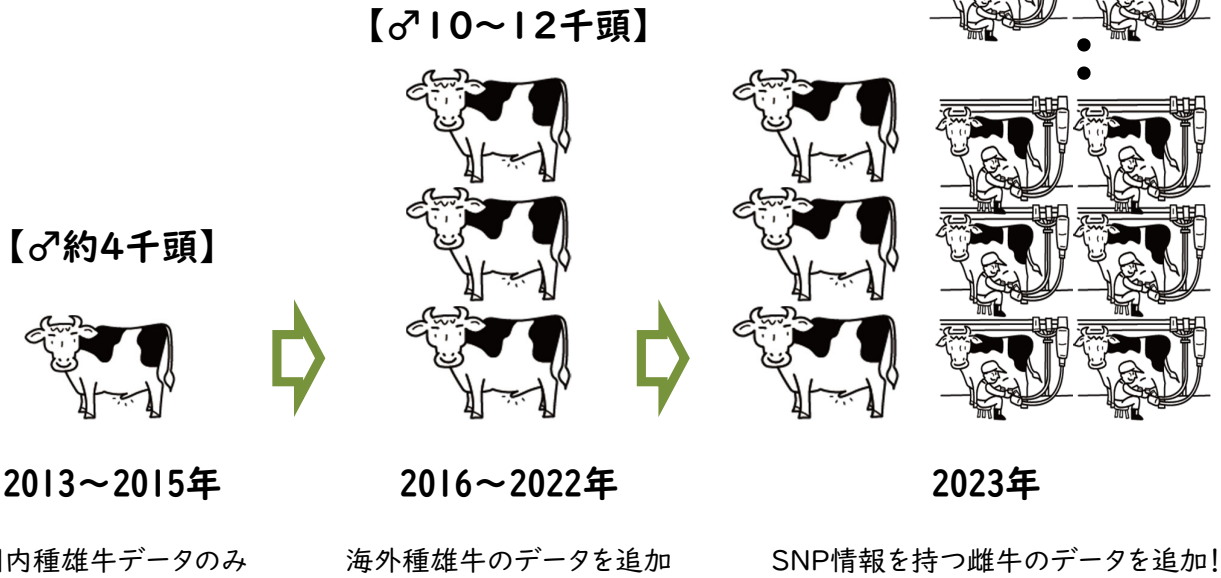 【♂10～12千頭】
【♂約4千頭】
2013～2015年
2016～2022年
2023年
内種雄牛データのみ
海外種雄牛のデータを追加
SNP情報を持つ雌牛のデータを追加!